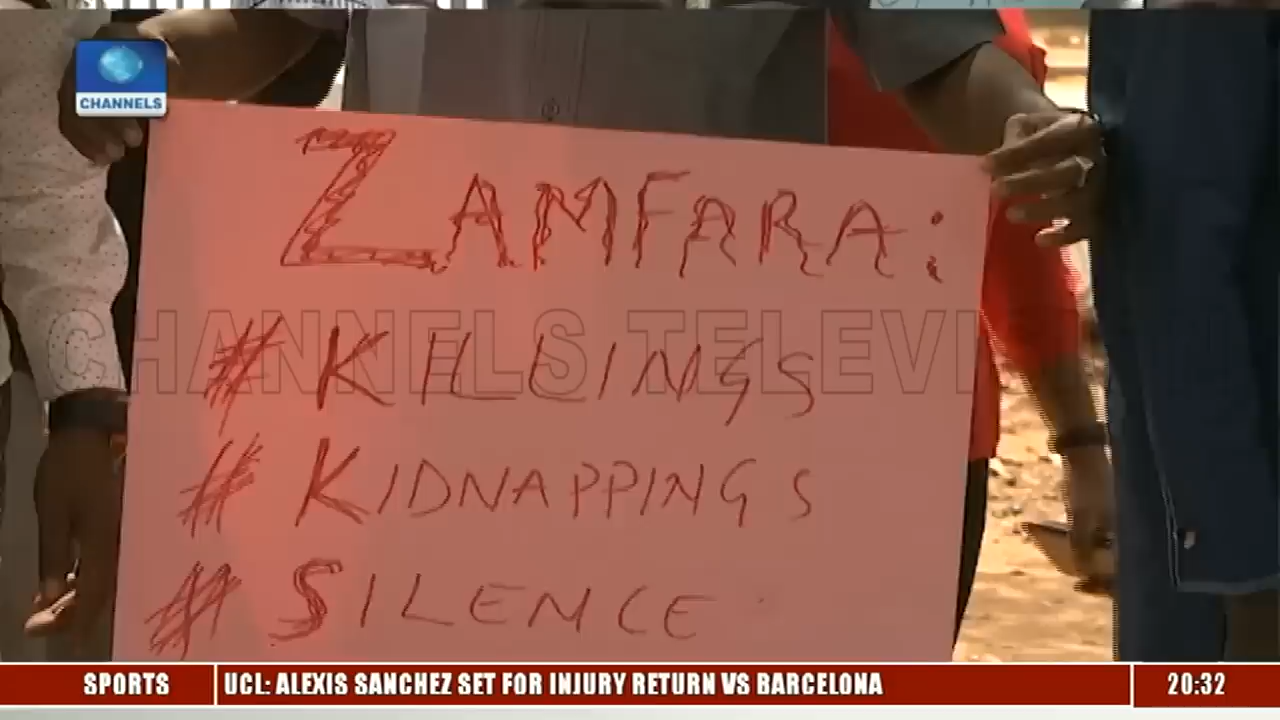 CHANNELS
ZAMFARA:
CHANNELS TELEVI
# KILLINGS
# KIDNAPPINGS
# SILENCE
SPORTS
UCL: ALEXIS SANCHEZ SET FOR INJURY RETURN VS BARCELONA
20:32